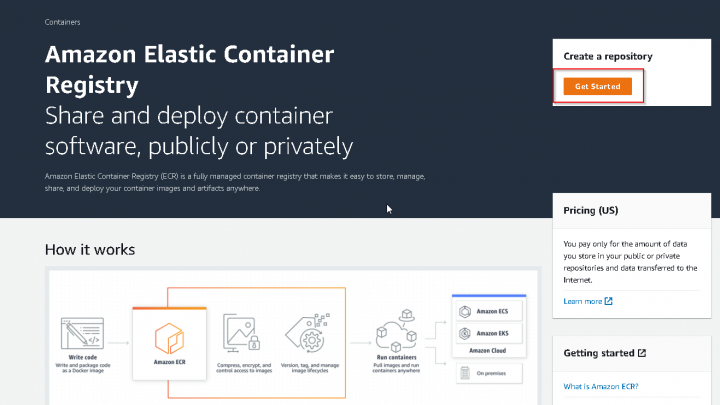 Containers
Amazon Elastic Container
Registry
Share and deploy container
software, publicly or privately
Amazon Elastic Container Registry (ECR) is a fully managed container registry that makes it easy to store, manage,
share, and deploy your container images and artifacts anywhere.
Create a repository
Get Started
Pricing (US)
You pay only for the amount of data
you store in your public or private
repositories and data transferred to the
Internet.
Learn more
Getting started
What is Amazon ECR?
How it works
Write code
Write and package code
as a Docker image
Amazon ECR
Compress, encrypt, and
control access to images
Version, tag, and manage
image lifecycles
Run containers
Pull images and run
containers anywhere
Amazon ECS
Amazon EKS
Amazon Cloud
On premises